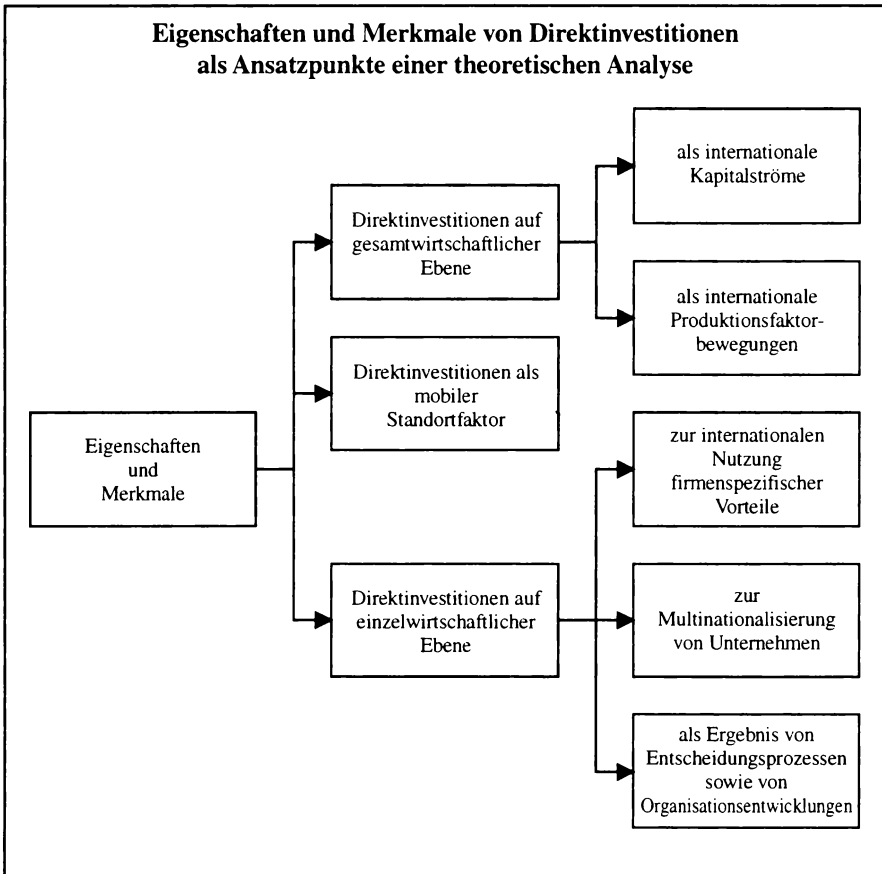 Eigenschaften und Merkmale von Direktinvestitionen
als Ansatzpunkte einer theoretischen Analyse
Eigenschaften
und
Merkmale
Direktinvestitionen auf
gesamtwirtschaftlicher
Ebene
als internationale
Kapitalströme
als internationale
Produktionsfaktor-
bewegungen
Direktinvestitionen als
mobiler
Standortfaktor
Direktinvestitionen auf
einzelwirtschaftlicher
Ebene
zur internationalen
Nutzung
firmenspezifischer
Vorteile
zur
Multinationalisierung
von Unternehmen
als Ergebnis von
Entscheidungsprozessen
sowie von
Organisationsentwicklungen